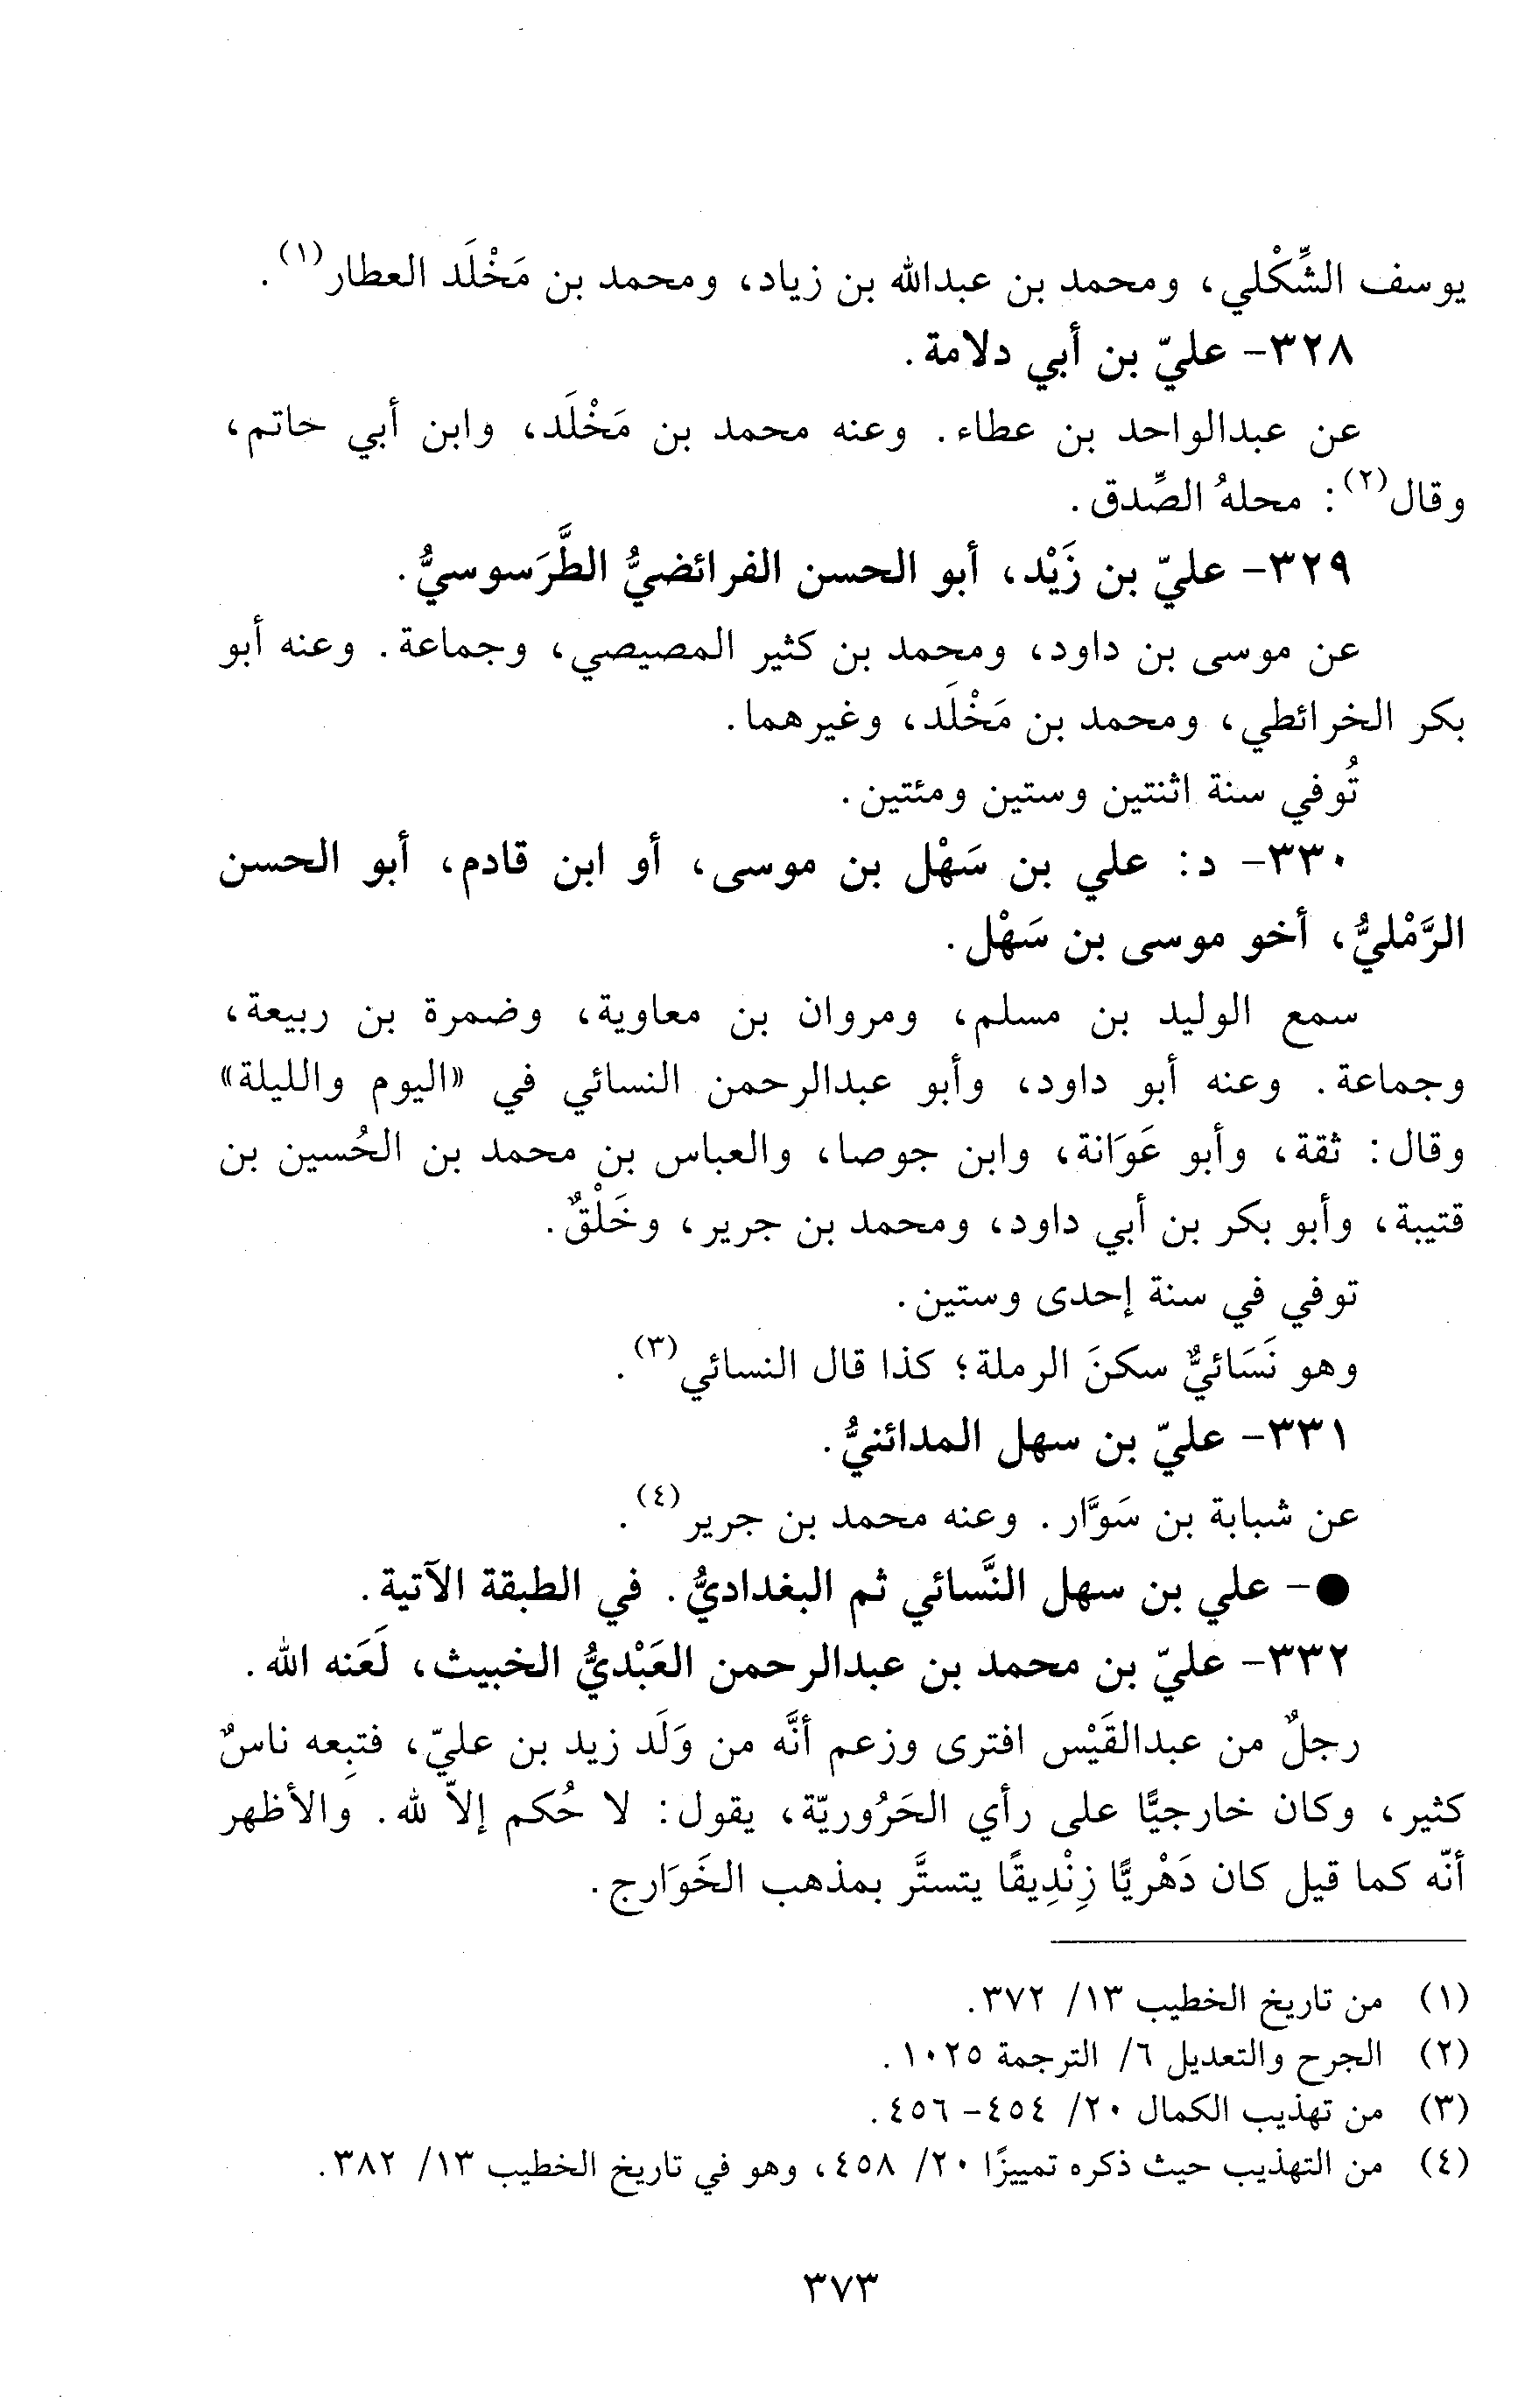 يوسف الشِّكْلي، ومحمد بن عبدالله بن زياد، ومحمد بن مَخْلَد العطار(١).
٣٢٨- عليّ بن أبي دلامة.
عن عبدالواحد بن عطاء. وعنه محمد بن مَخْلَد، وابن أبي حاتم،
وقال(٢): محلهُ الصِّدق.
٣٢٩- عليّ بن زَيْد، أبو الحسن الفرائضيُّ الطَّرَسوسيُّ.
عن موسى بن داود، ومحمد بن كثير المصيصي، وجماعة. وعنه أبو
بكر الخرائطي، ومحمد بن مَخْلَد، وغيرهما.
تُوفي سنة اثنتين وستين ومئتين.
٣٣٠- د: علي بن سَهْل بن موسى، أو ابن قادم، أبو الحسن
الرَّمْليُّ، أخو موسى بن سَهْل.
سمع الوليد بن مسلم، ومروان بن معاوية، وضمرة بن ربيعة،
وجماعة. وعنه أبو داود، وأبو عبدالرحمن النسائي في «اليوم والليلة»
وقال: ثقة، وأبو عَوَانة، وابن جوصا، والعباس بن محمد بن الحُسين بن
قتيبة، وأبو بكر بن أبي داود، ومحمد بن جرير، وخَلْقٌ.
توفي في سنة إحدى وستين.
وهو نَسَائيٌّ سكنَ الرملة؛ كذا قال النسائي(٣).
٣٣١- عليّ بن سهل المدائنيُّ.
عن شبابة بن سَوَّار. وعنه محمد بن جرير(٤).
●- علي بن سهل النَّسائي ثم البغداديُّ. في الطبقة الآتية.
٣٣٢- عليّ بن محمد بن عبدالرحمن العَبْديُّ الخبيث، لَعَنه الله.
رجلٌ من عبدالقَيْس افترى وزعم أنَّه من وَلَد زيد بن عليّ، فتبِعه ناسٌ
كثير، وكان خارجيًّا على رأي الحَرُوريّة، يقول: لا حُكم إلاّ لله. والأظهر
أنّه كما قيل كان دَهْريًّا زِنْدِيقًا يتستَّر بمذهب الخَوَارج.
(١) من تاريخ الخطيب ١٣/ ٣٧٢.
(٢) الجرح والتعديل ٦/ الترجمة ١٠٢٥.
(٣) من تهذيب الكمال ٢٠/ ٤٥٤- ٤٥٦.
(٤) من التهذيب حيث ذكره تمييزًا ٢٠/ ٤٥٨، وهو في تاريخ الخطيب ١٣/ ٣٨٢.
٣٧٣